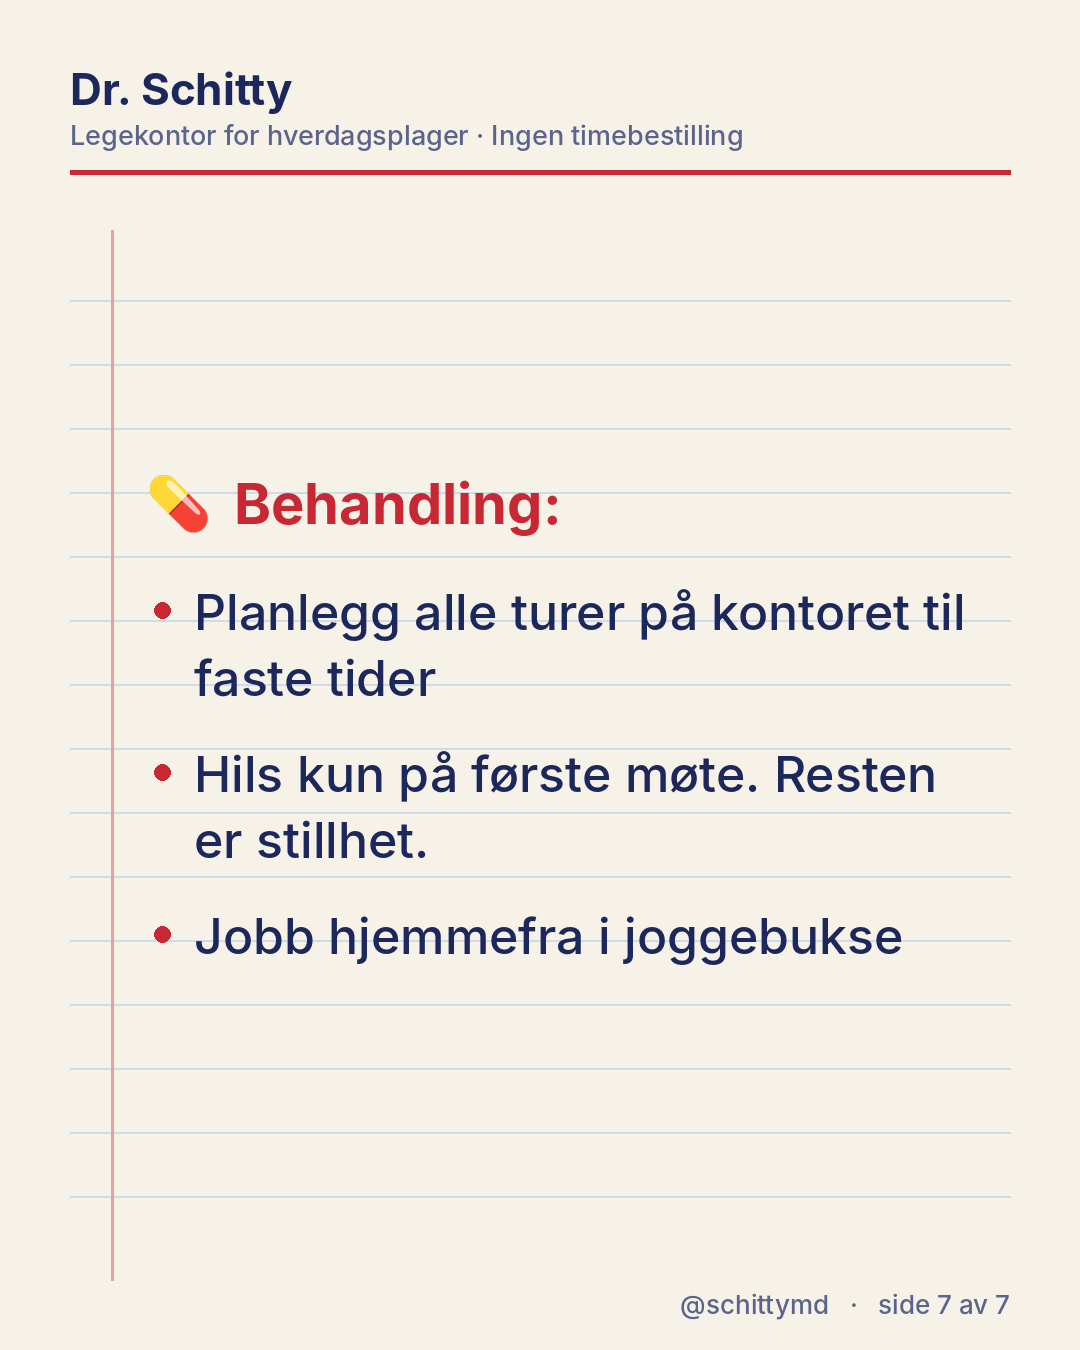 Dr. Schitty
Legekontor for hverdagsplager · Ingen timebestilling
💊 Behandling:
• Planlegg alle turer på kontoret til
faste tider
• Hils kun på første møte. Resten
er stillhet.
• Jobb hjemmefra i joggebukse
@schittymd · side 7 av 7